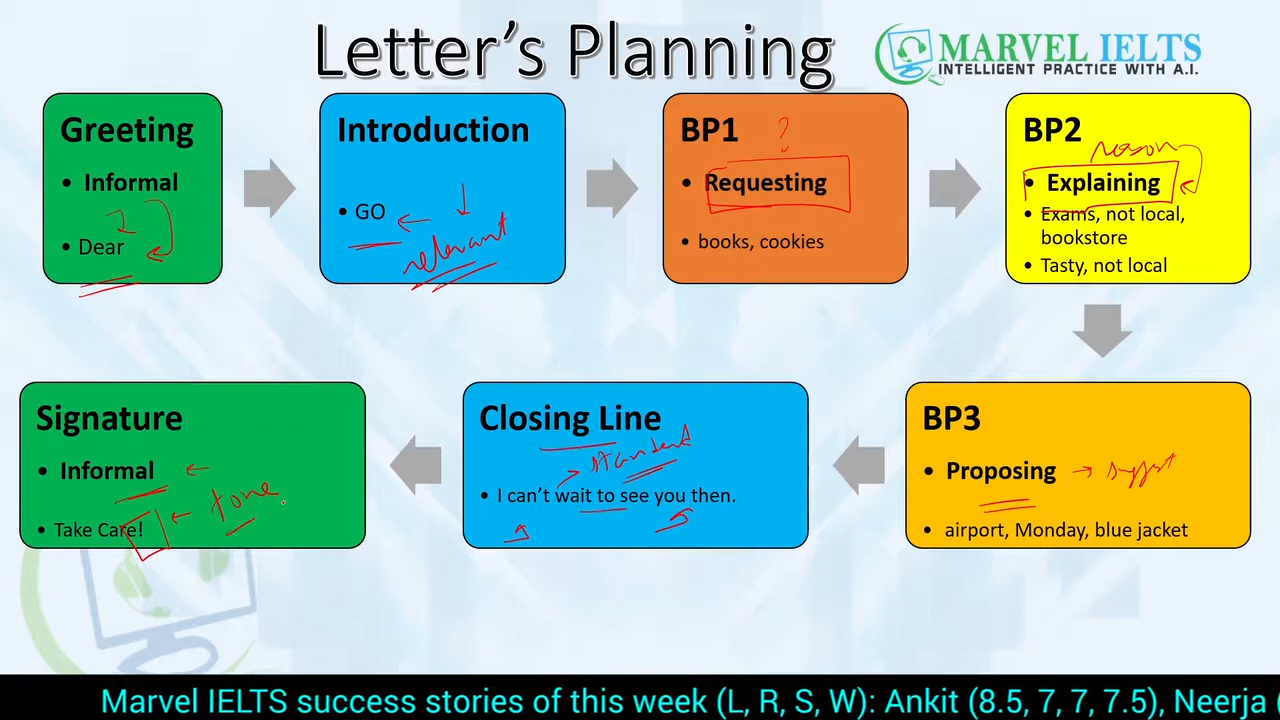 Letter's Planning
MARVEL IELTS
INTELLIGENT PRACTICE WITH A.I.
Greeting
• Informal
2
• Dear
Introduction
• GO
relevant
BP1
?
• Requesting
• books, cookies
BP2
reason
• Explaining
• Exams, not local,
bookstore
• Tasty, not local
BP3
• Proposing
• airport, Monday, blue jacket
Closing Line
standard
• I can't wait to see you then.
Signature
• Informal
tone
• Take Care!
Marvel IELTS success stories of this week (L, R, S, W): Ankit (8.5, 7, 7, 7.5), Neerja (